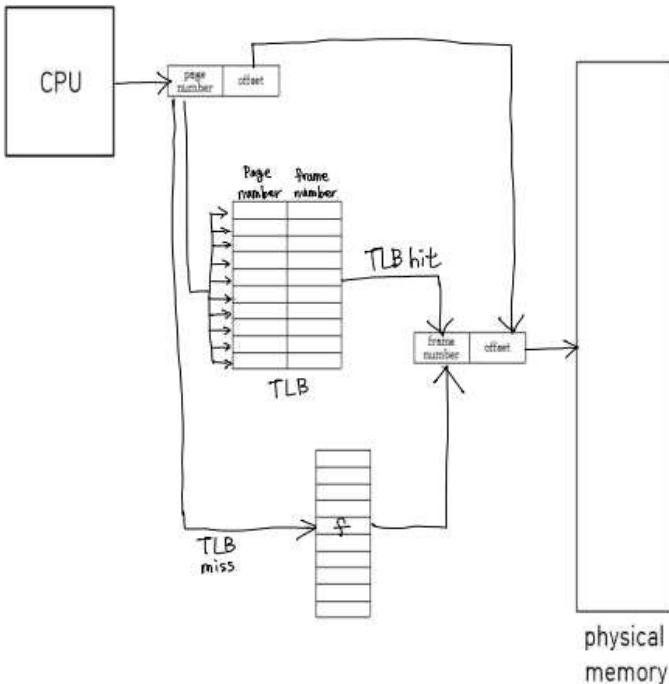 CPU
page
number
offset
Page
number
frame
number
TLB hit
TLB
frame
number
offset
TLB
miss
f
physical
memory